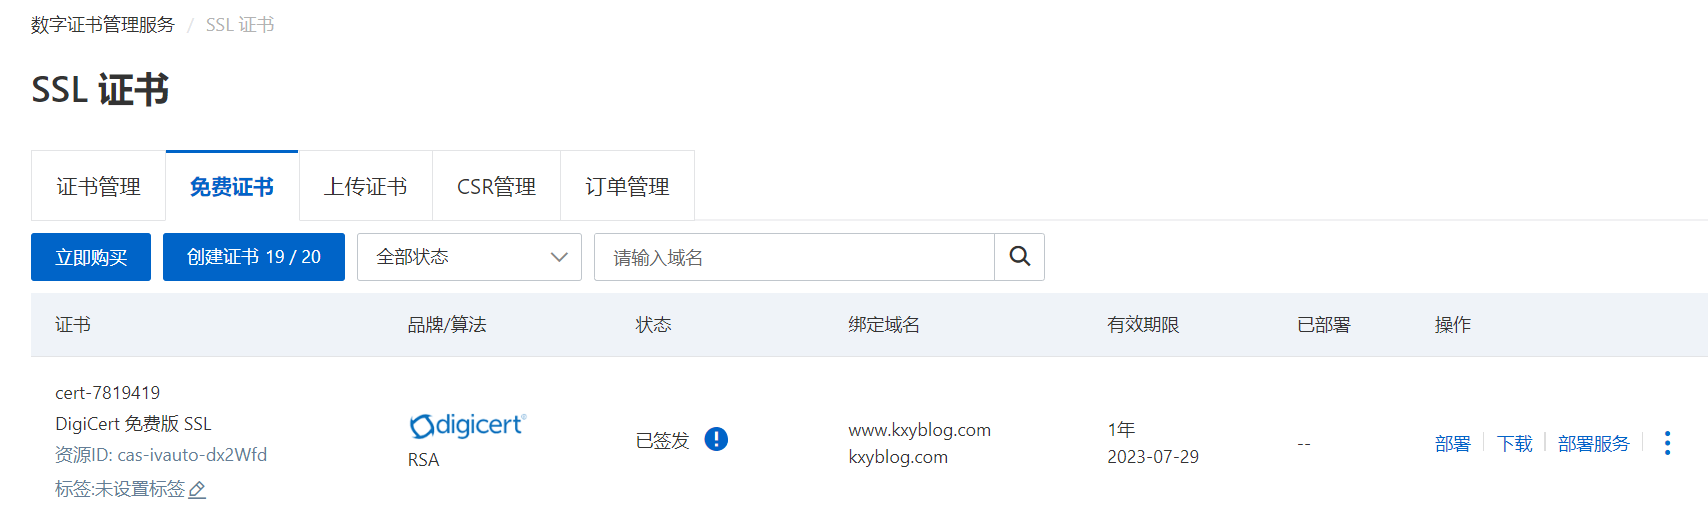 数字证书管理服务 / SSL 证书
SSL 证书
证书管理 免费证书 上传证书 CSR管理 订单管理
立即购买 创建证书 19 / 20 全部状态 请输入域名
证书 品牌/算法 状态 绑定域名 有效期限 已部署 操作
cert-7819419
DigiCert 免费版 SSL
资源ID: cas-ivauto-dx2Wfd
标签:未设置标签
digicert®
RSA
已签发
www.kxyblog.com
kxyblog.com
1年
2023-07-29
--
部署 下载 部署服务